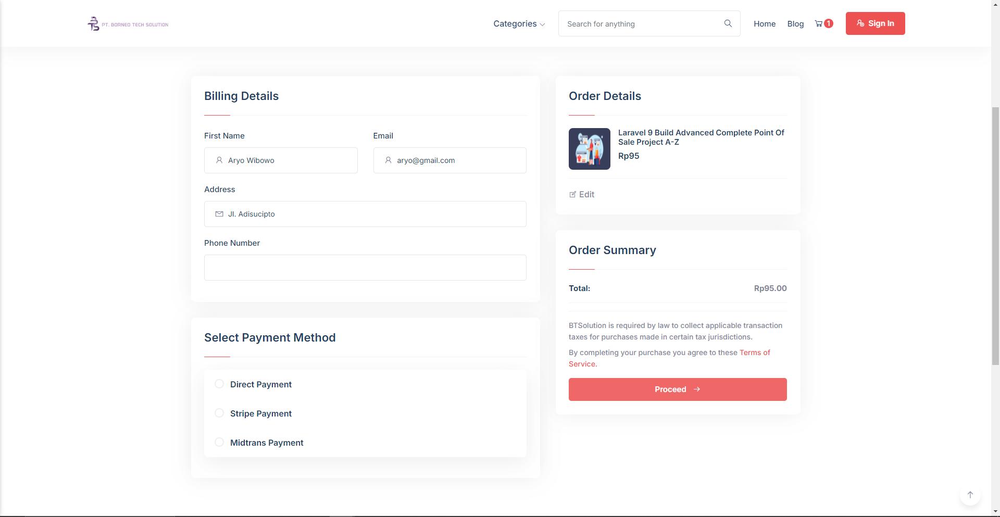 PT. BORNEO TECH SOLUTION
Categories
Search for anything
Home
Blog
1
Sign In
Billing Details
First Name
Email
Aryo Wibowo
aryo@gmail.com
Address
Jl. Adisucipto
Phone Number
Select Payment Method
Direct Payment
Stripe Payment
Midtrans Payment
Order Details
Laravel 9 Build Advanced Complete Point Of
Sale Project A-Z
Rp95
Edit
Order Summary
Total:
Rp95.00
BTSolution is required by law to collect applicable transaction
taxes for purchases made in certain tax jurisdictions.
By completing your purchase you agree to these Terms of
Service.
Proceed